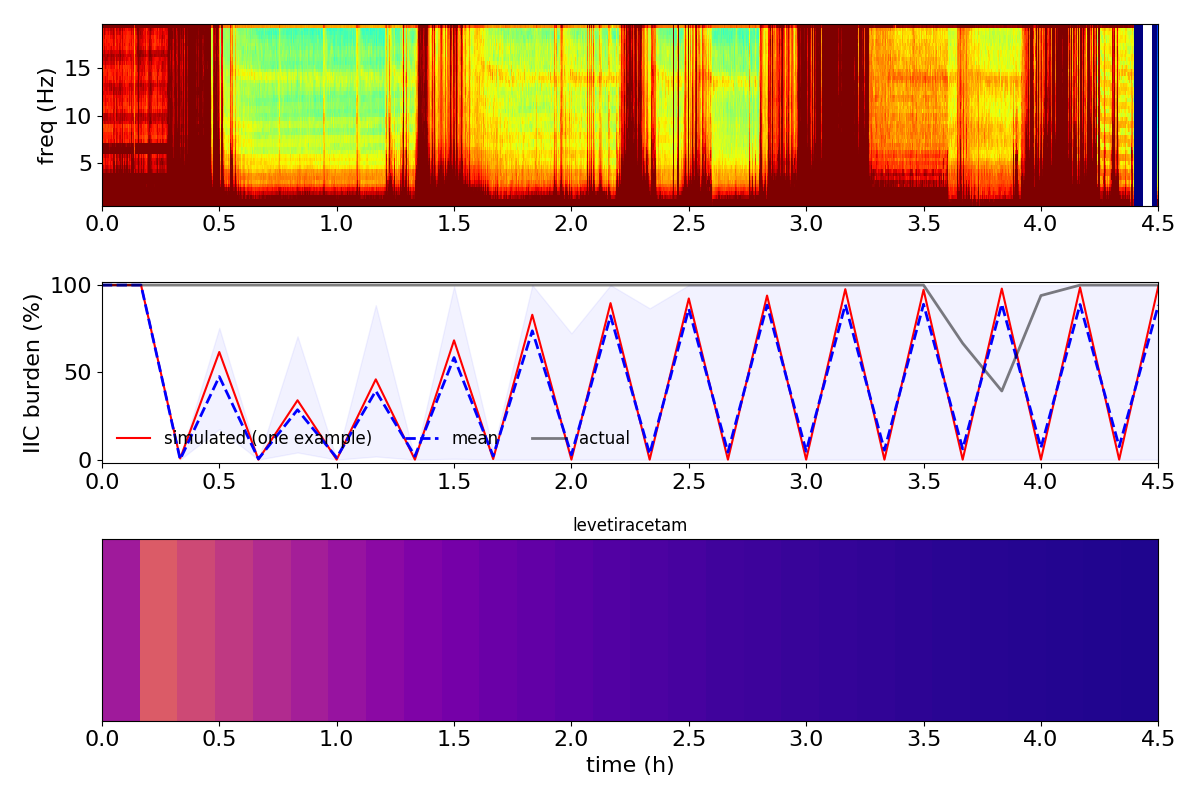 freq (Hz)
15
10
5
0.0 0.5 1.0 1.5 2.0 2.5 3.0 3.5 4.0 4.5
IIC burden (%)
100
50
0
simulated (one example) mean actual
0.0 0.5 1.0 1.5 2.0 2.5 3.0 3.5 4.0 4.5
levetiracetam
0.0 0.5 1.0 1.5 2.0 2.5 3.0 3.5 4.0 4.5
time (h)